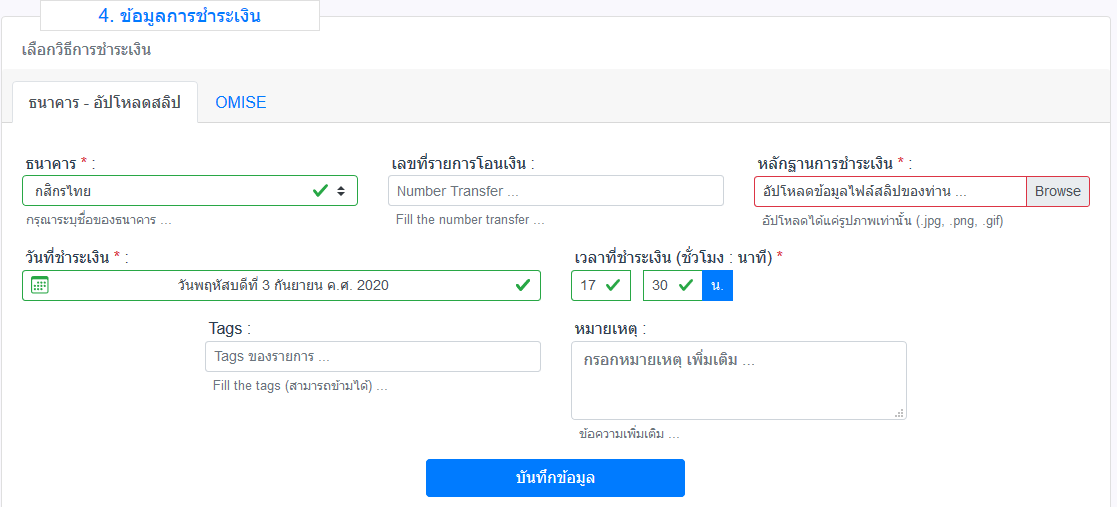 4. ข้อมูลการชำระเงิน
เลือกวิธีการชำระเงิน
ธนาคาร - อัปโหลดสลิป OMISE
ธนาคาร * : เลขที่รายการโอนเงิน : หลักฐานการชำระเงิน * :
กสิกรไทย Number Transfer ... อัปโหลดข้อมูลไฟล์สลิปของท่าน ... Browse
กรุณาระบุชื่อของธนาคาร ... Fill the number transfer ... อัปโหลดได้แค่รูปภาพเท่านั้น (.jpg, .png, .gif)
วันที่ชำระเงิน * : เวลาที่ชำระเงิน (ชั่วโมง : นาที) *
วันพฤหัสบดีที่ 3 กันยายน ค.ศ. 2020 17 30 น.
Tags : หมายเหตุ :
Tags ของรายการ ... กรอกหมายเหตุ เพิ่มเติม ...
Fill the tags (สามารถข้ามได้) ...
ข้อความเพิ่มเติม ...
บันทึกข้อมูล